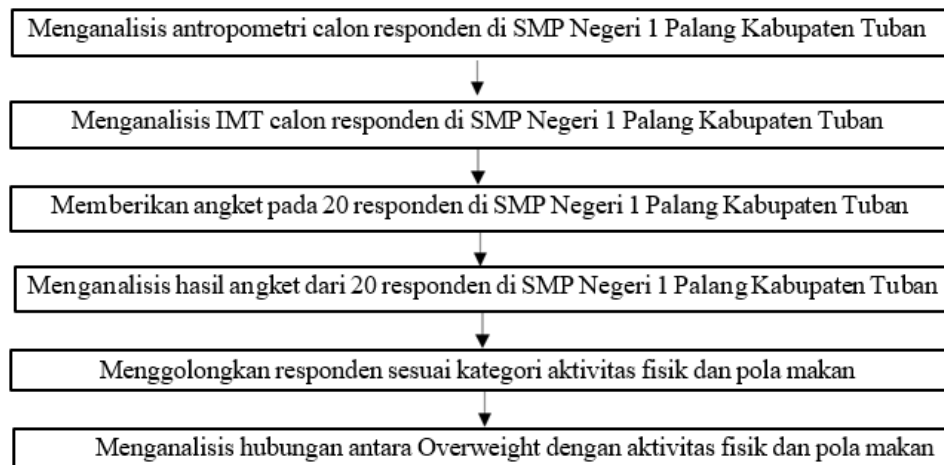 Menganalisis antropometri calon responden di SMP Negeri 1 Palang Kabupaten Tuban
Menganalisis IMT calon responden di SMP Negeri 1 Palang Kabupaten Tuban
Memberikan angket pada 20 responden di SMP Negeri 1 Palang Kabupaten Tuban
Menganalisis hasil angket dari 20 responden di SMP Negeri 1 Palang Kabupaten Tuban
Menggolongkan responden sesuai kategori aktivitas fisik dan pola makan
Menganalisis hubungan antara Overweight dengan aktivitas fisik dan pola makan